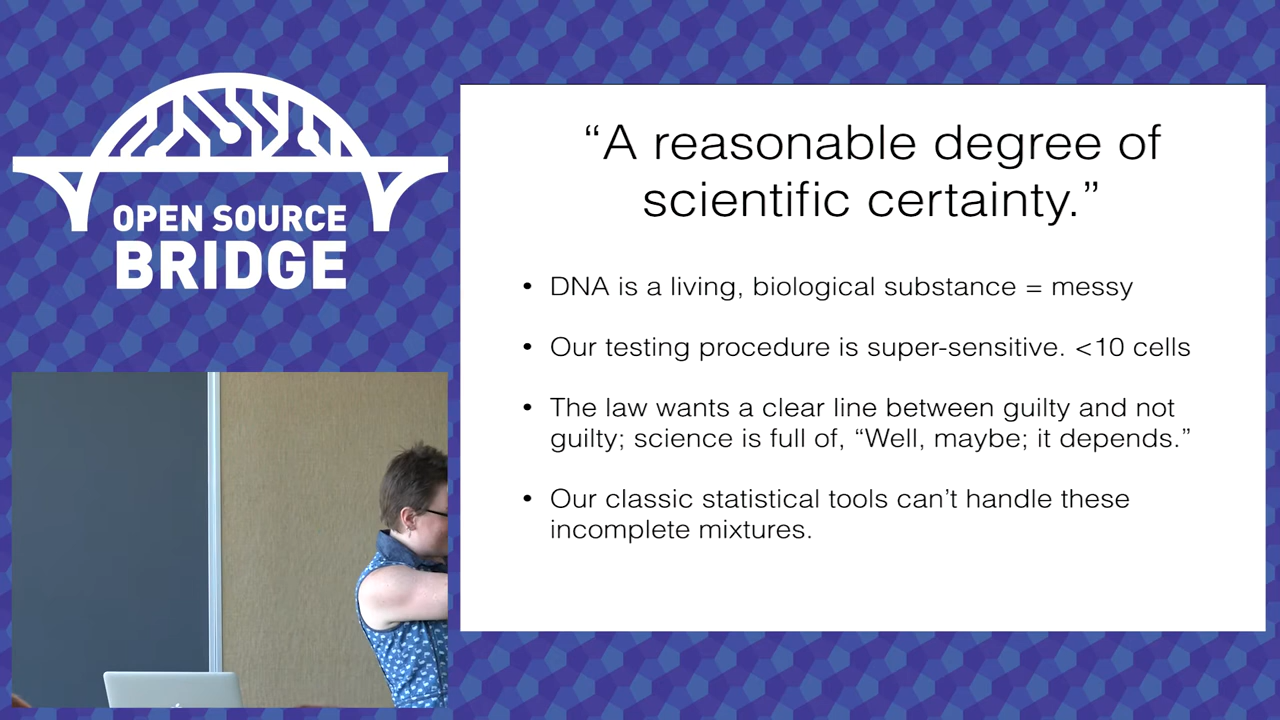 OPEN SOURCE
BRIDGE
“A reasonable degree of
scientific certainty.”
• DNA is a living, biological substance = messy
• Our testing procedure is super-sensitive. <10 cells
• The law wants a clear line between guilty and not
guilty; science is full of, “Well, maybe; it depends.”
• Our classic statistical tools can’t handle these
incomplete mixtures.